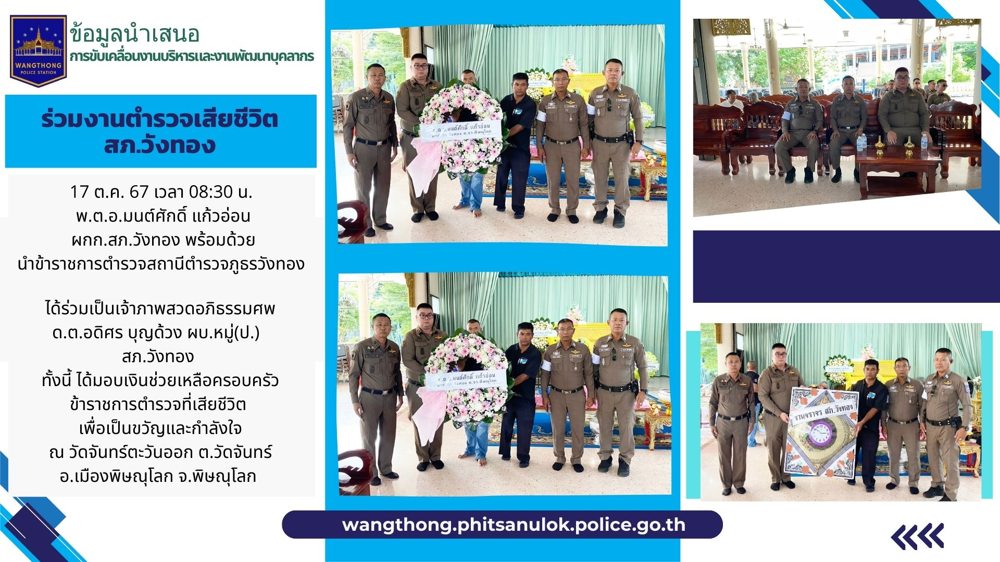 WANGTHONG
POLICE STATION
ข้อมูลนำเสนอ
การขับเคลื่อนงานบริหารและงานพัฒนาบุคลากร
ร่วมงานตำรวจเสียชีวิต
สภ.วังทอง
17 ต.ค. 67 เวลา 08:30 น.
พ.ต.อ.มนต์ศักดิ์ แก้วอ่อน
ผกก.สภ.วังทอง พร้อมด้วย
นำข้าราชการตำรวจสถานีตำรวจภูธรวังทอง
ได้ร่วมเป็นเจ้าภาพสวดอภิธรรมศพ
ด.ต.อดิศร บุญด้วง ผบ.หมู่(ป.)
สภ.วังทอง
ทั้งนี้ ได้มอบเงินช่วยเหลือครอบครัว
ข้าราชการตำรวจที่เสียชีวิต
เพื่อเป็นขวัญและกำลังใจ
ณ วัดจันทร์ตะวันออก ต.วัดจันทร์
อ.เมืองพิษณุโลก จ.พิษณุโลก
มนต์ศักดิ์ แก้วอ่อน
วังทอง ภ.จว.พิษณุโลก
มนต์ศักดิ์ แก้วอ่อน
วังทอง ภ.จว.พิษณุโลก
งานจราจร สภ.วังทอง
wangthong.phitsanulok.police.go.th